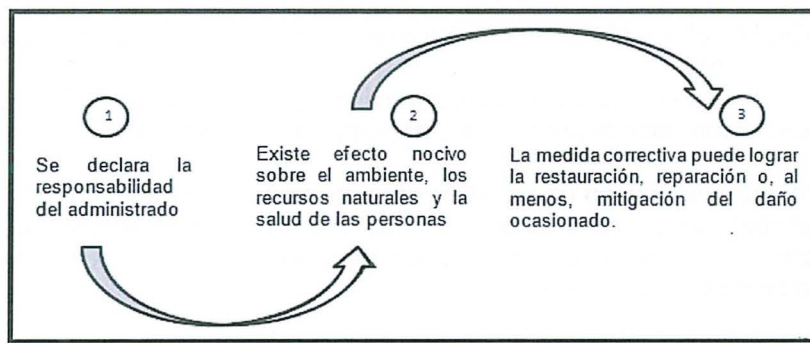 1
Se declara la
responsabilidad
del administrado
2
Existe efecto nocivo
sobre el ambiente, los
recursos naturales y la
salud de las personas
3
La medida correctiva puede lograr
la restauración, reparación o, al
menos, mitigación del daño
ocasionado.